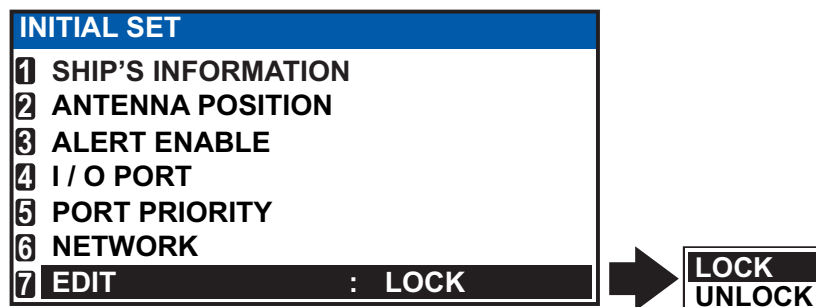 INITIAL SET
1 SHIP'S INFORMATION
2 ANTENNA POSITION
3 ALERT ENABLE
4 I / O PORT
5 PORT PRIORITY
6 NETWORK
7 EDIT : LOCK
LOCK
UNLOCK